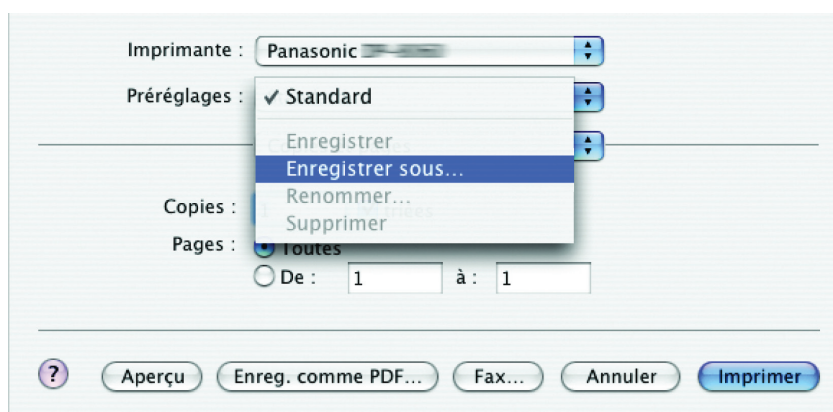 Imprimante : Panasonic
Préréglages : ✓ Standard
Enregistrer
Enregistrer sous...
Renommer...
Supprimer
Copies :
Pages : Toutes
De : 1 à : 1
? Aperçu Enreg. comme PDF... Fax... Annuler Imprimer